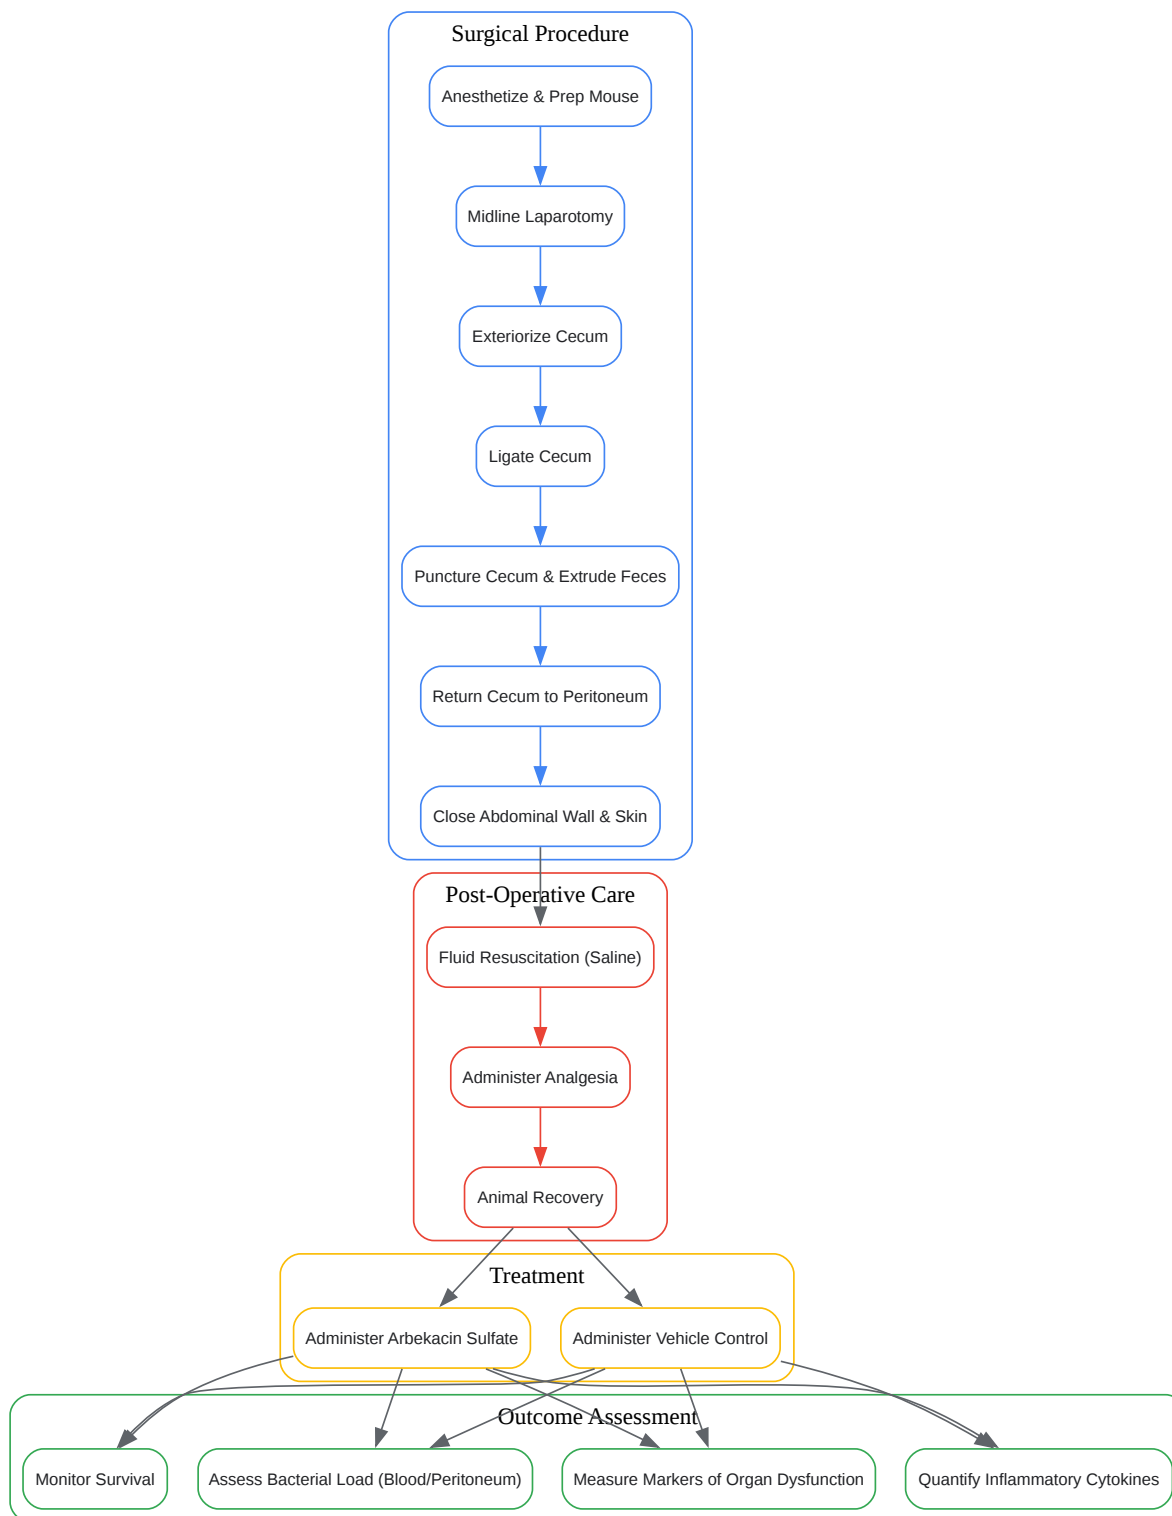 Surgical Procedure
Anesthetize & Prep Mouse
Midline Laparotomy
Exteriorize Cecum
Ligate Cecum
Puncture Cecum & Extrude Feces
Return Cecum to Peritoneum
Close Abdominal Wall & Skin
Post-Operative Care
Fluid Resuscitation (Saline)
Administer Analgesia
Animal Recovery
Treatment
Administer Arbekacin Sulfate
Administer Vehicle Control
Outcome Assessment
Monitor Survival
Assess Bacterial Load (Blood/Peritoneum)
Measure Markers of Organ Dysfunction
Quantify Inflammatory Cytokines